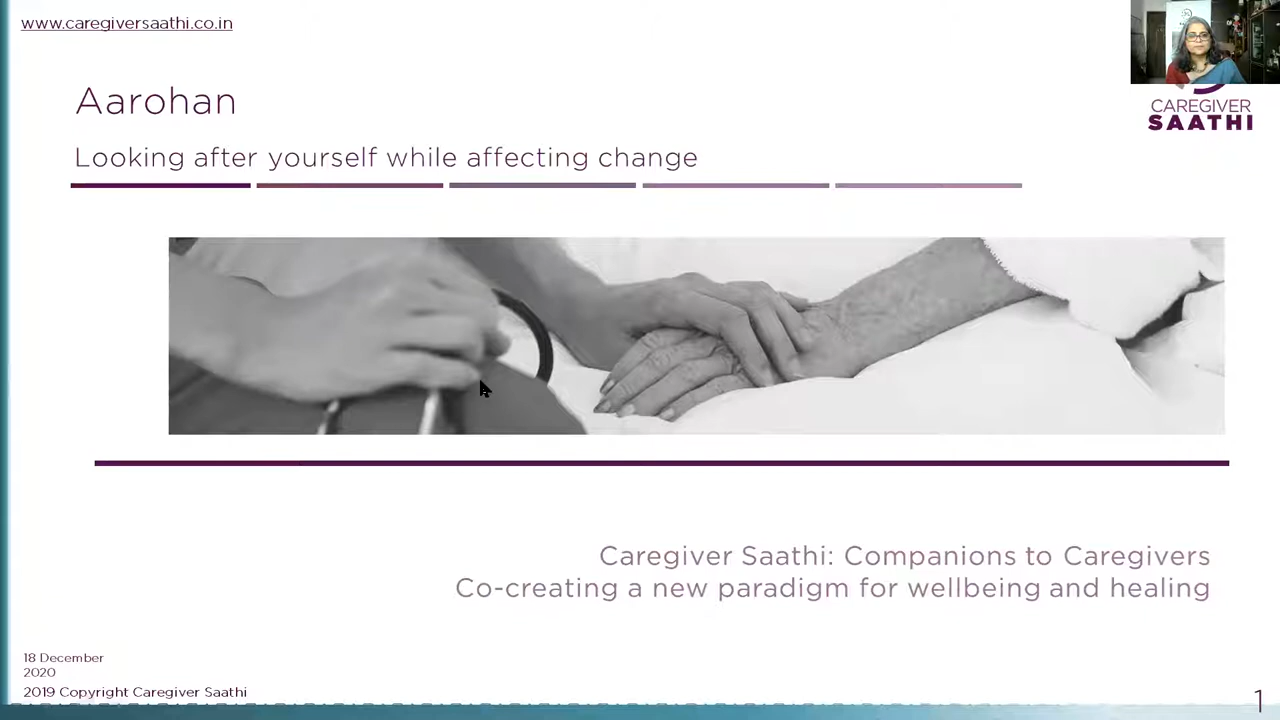 www.caregiversaathi.co.in
Aarohan
CAREGIVER
SAATHI
Looking after yourself while affecting change
Caregiver Saathi: Companions to Caregivers
Co-creating a new paradigm for wellbeing and healing
18 December
2020
2019 Copyright Caregiver Saathi
1